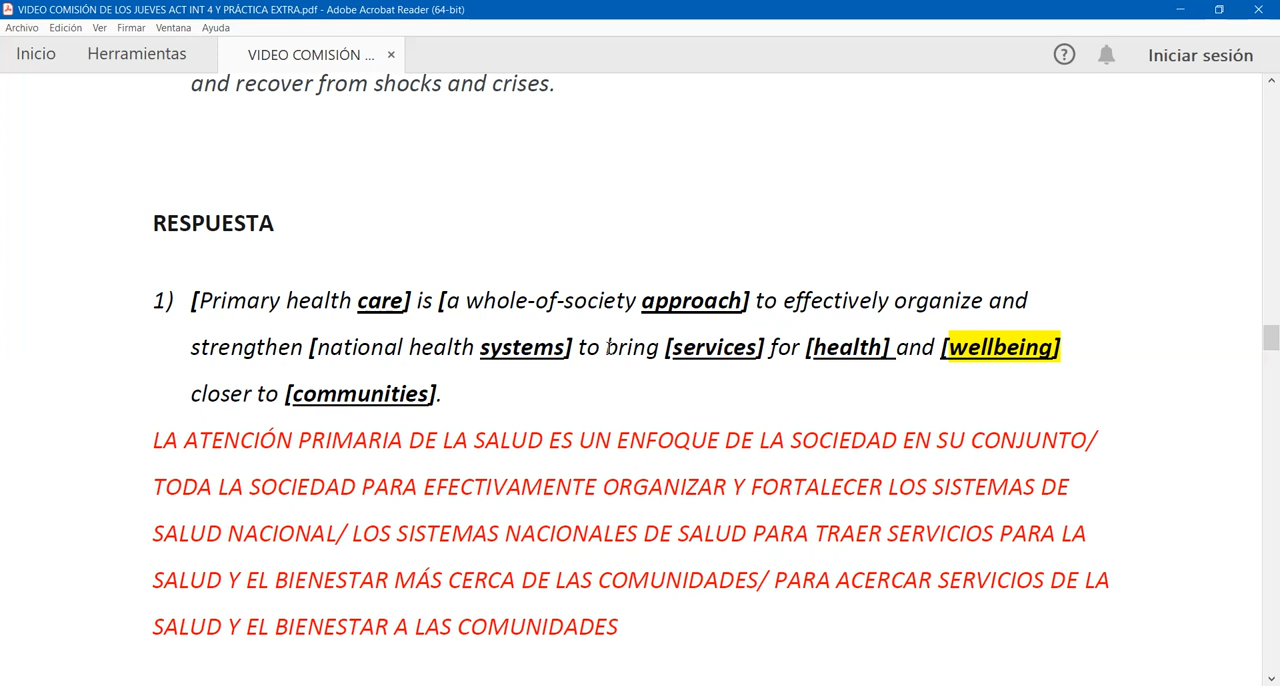 VIDEO COMISIÓN DE LOS JUEVES ACT INT 4 Y PRÁCTICA EXTRA.pdf - Adobe Acrobat Reader (64-bit)
Archivo Edición Ver Firmar Ventana Ayuda
Inicio Herramientas VIDEO COMISIÓN ... × Iniciar sesión
and recover from shocks and crises.
RESPUESTA
1) [Primary health care] is [a whole-of-society approach] to effectively organize and
strengthen [national health systems] to bring [services] for [health] and [wellbeing]
closer to [communities].
LA ATENCIÓN PRIMARIA DE LA SALUD ES UN ENFOQUE DE LA SOCIEDAD EN SU CONJUNTO/
TODA LA SOCIEDAD PARA EFECTIVAMENTE ORGANIZAR Y FORTALECER LOS SISTEMAS DE
SALUD NACIONAL/ LOS SISTEMAS NACIONALES DE SALUD PARA TRAER SERVICIOS PARA LA
SALUD Y EL BIENESTAR MÁS CERCA DE LAS COMUNIDADES/ PARA ACERCAR SERVICIOS DE LA
SALUD Y EL BIENESTAR A LAS COMUNIDADES